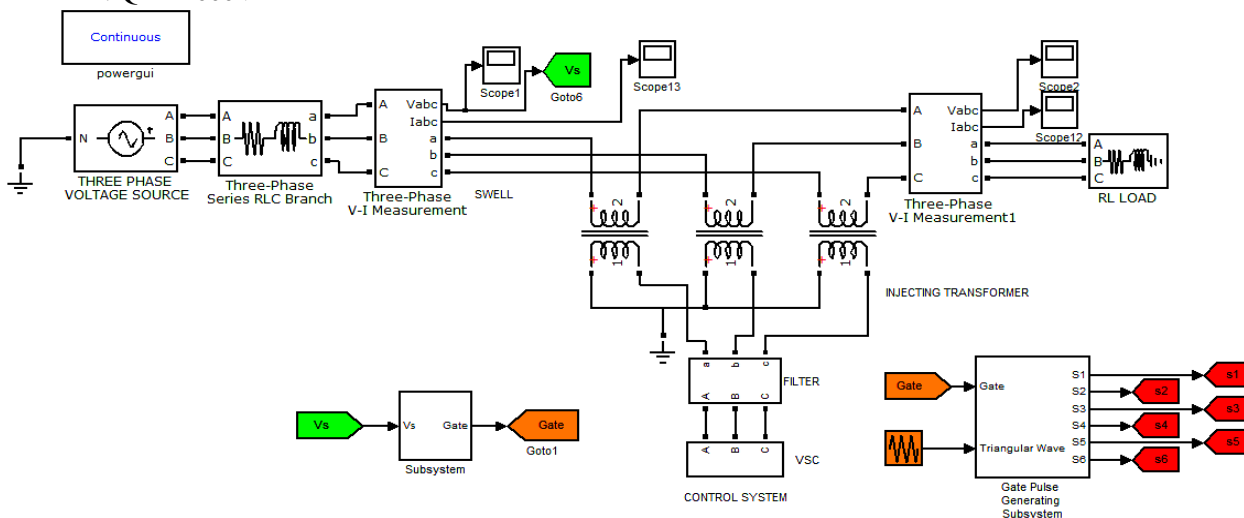 Continuous
powergui
N
A
B
C
THREE PHASE
VOLTAGE SOURCE
A
B
C
a
b
c
Three-Phase
Series RLC Branch
A
B
C
Vabc
Iabc
a
b
c
Three-Phase
V-I Measurement
SWELL
Scope1
Vs
Goto6
Scope13
A
B
C
Vabc
Iabc
a
b
c
Three-Phase
V-I Measurement1
Scope2
Scope12
A
B
C
RL LOAD
+
2
+
2
+
2
+
1
+
1
+
1
INJECTING TRANSFORMER
a
b
c
A
B
C
FILTER
A
B
C
VSC
CONTROL SYSTEM
Vs
Vs
Gate
Subsystem
Gate
Goto1
Gate
Gate
Triangular Wave
S1
S2
S3
S4
S5
S6
Gate Pulse
Generating
Subsystem
s1
s2
s3
s4
s5
s6